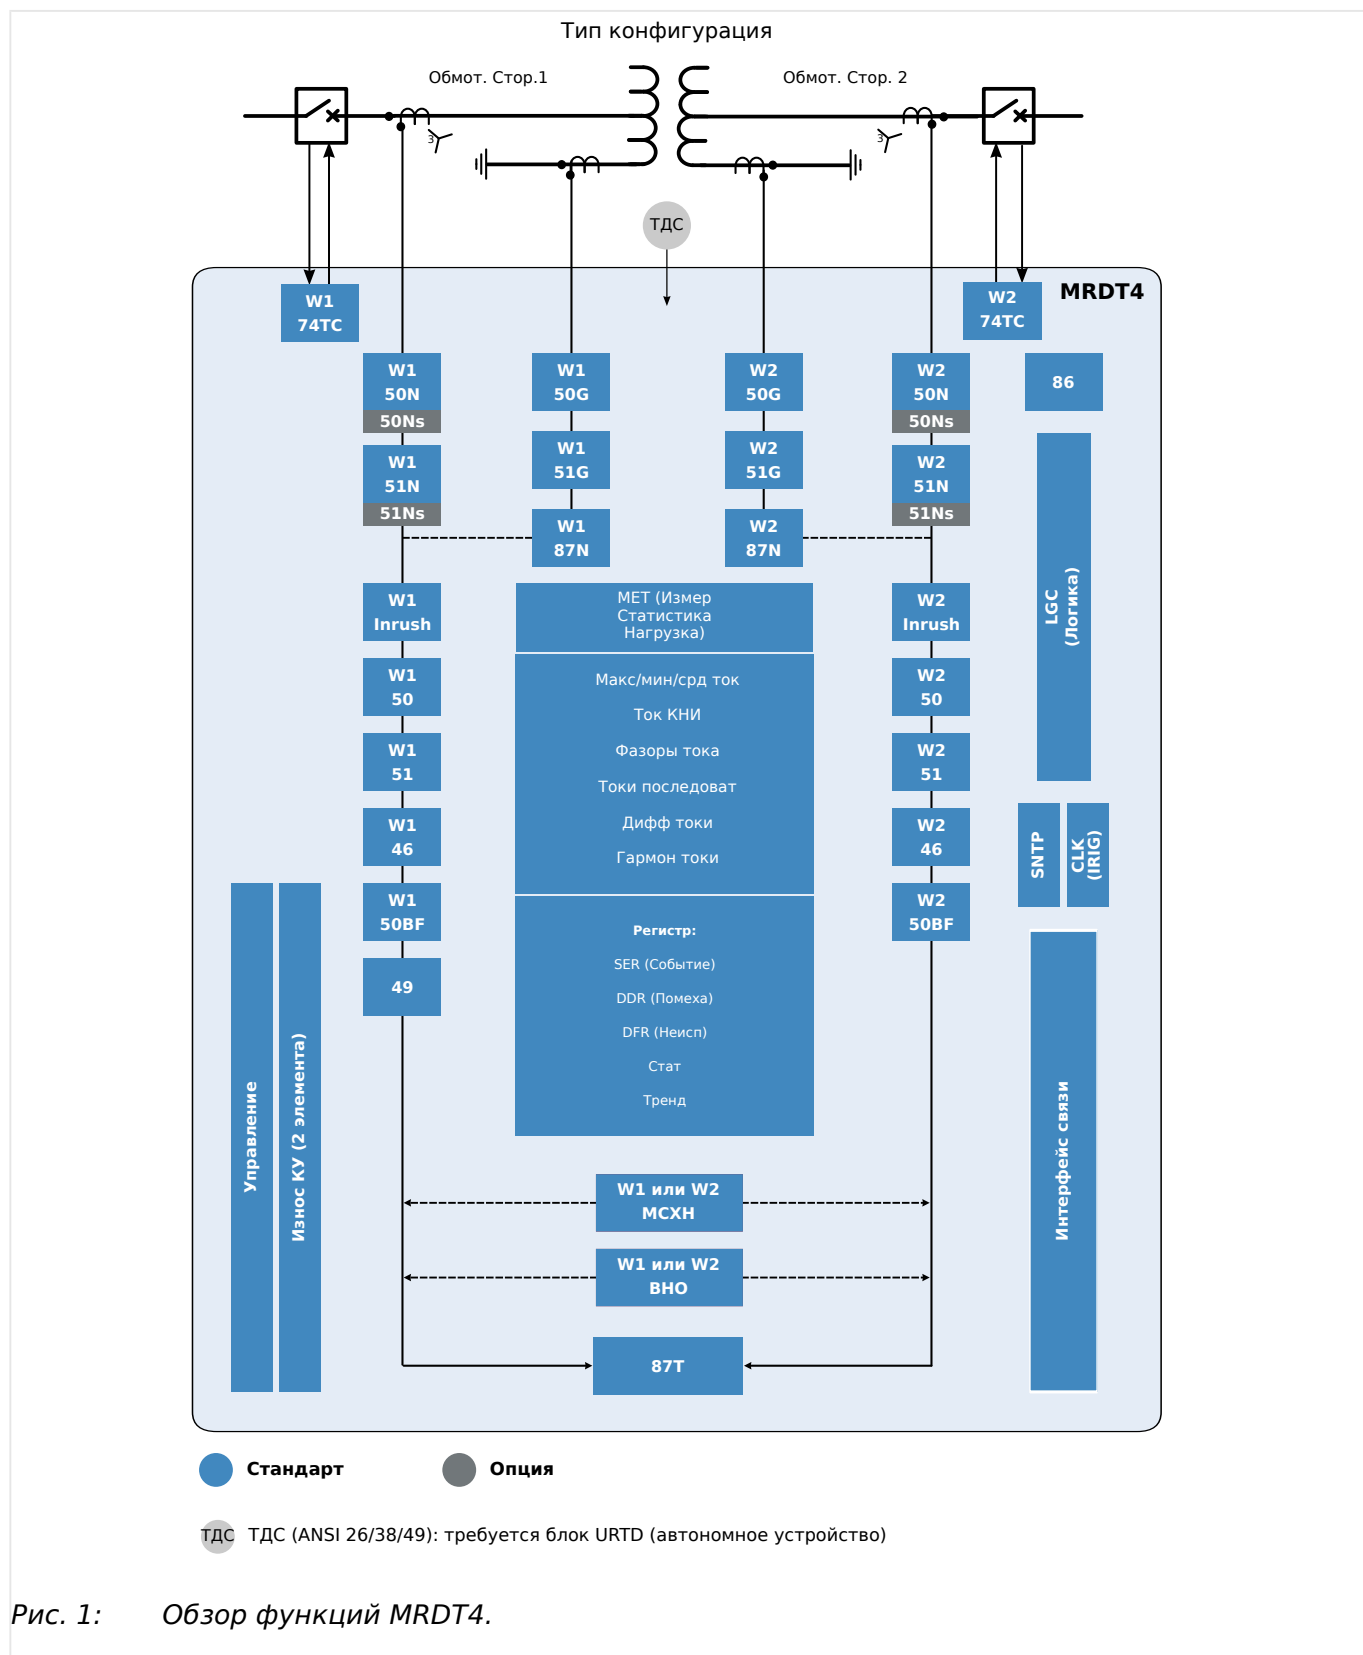 Тип конфигурация
Обмот. Стор.1
Обмот. Стор. 2
3
3
ТДС
MRDT4
W1
74TC
W2
74TC
W1
50N
50Ns
W1
50G
W2
50G
W2
50N
50Ns
86
W1
51N
51Ns
W1
51G
W2
51G
W2
51N
51Ns
W1
87N
W2
87N
LGC
(Логика)
W1
Inrush
МЕТ (Измер
Статистика
Нагрузка)
W2
Inrush
W1
50
W2
50
Макс/мин/срд ток
Ток КНИ
Фазоры тока
Токи последоват
Дифф токи
Гармон токи
W1
51
W2
51
W1
46
W2
46
SNTP
CLK
(IRIG)
W1
50BF
W2
50BF
49
Регистр:
SER (Событие)
DDR (Помеха)
DFR (Неисп)
Стат
Тренд
Управление
Износ КУ (2 элемента)
Интерфейс связи
W1 или W2
МСХН
W1 или W2
ВНО
87T
Стандарт
Опция
ТДС
ТДС (ANSI 26/38/49): требуется блок URTD (автономное устройство)
Рис. 1: Обзор функций MRDT4.